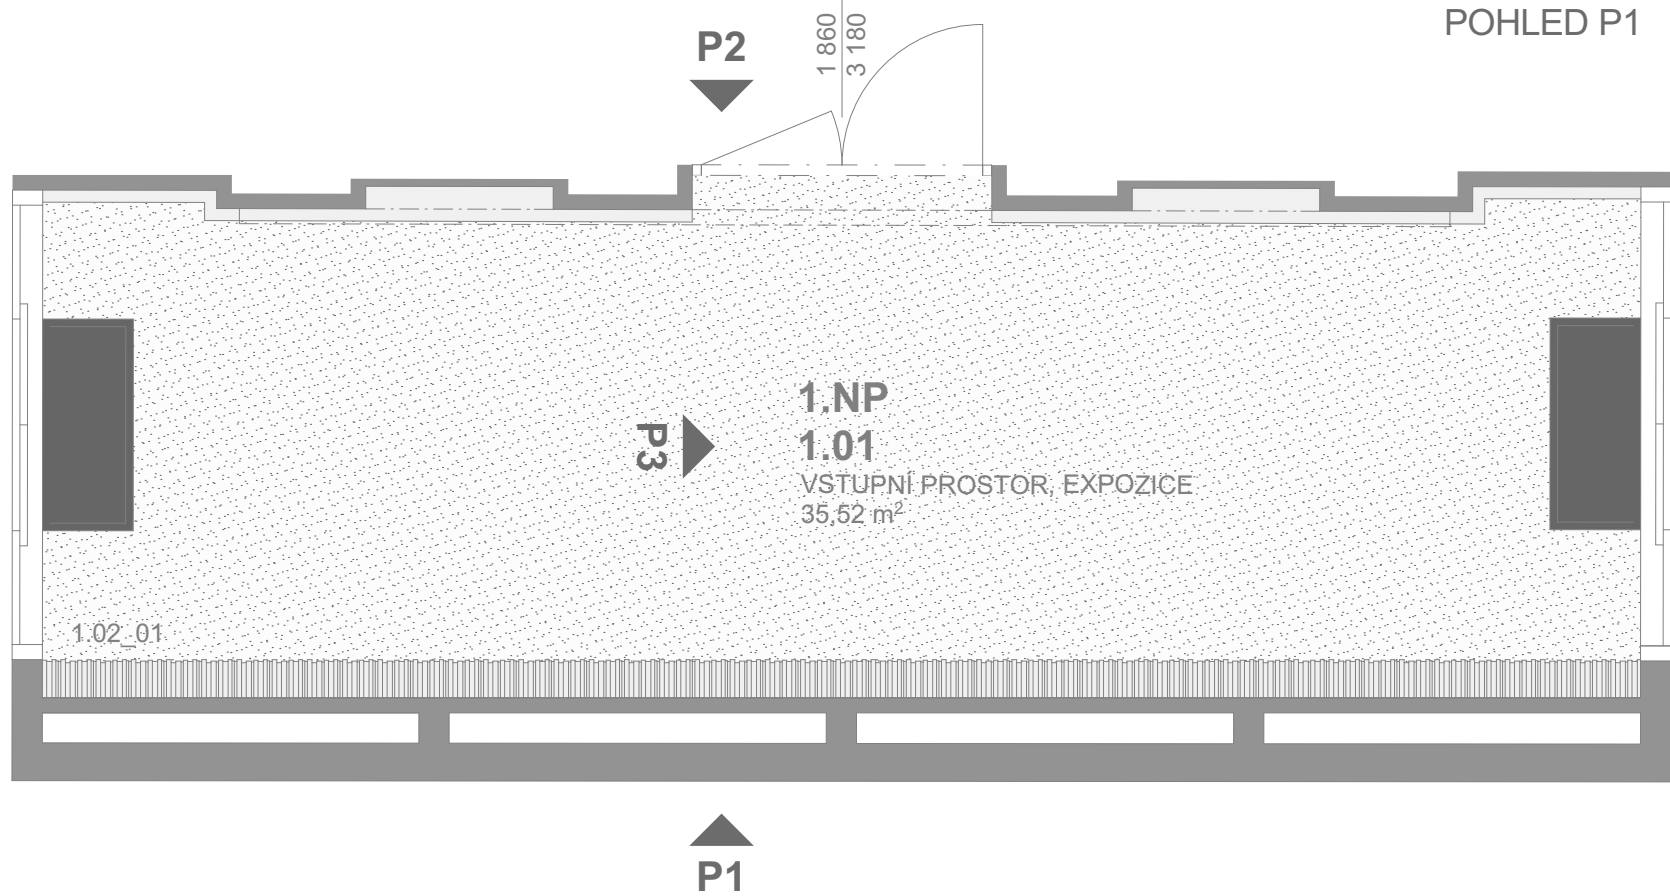 POHLED P1
P2
1 860
3 180
1.NP
1.01
VSTUPNÍ PROSTOR, EXPOZICE
35,52 m²
P3
1.02_01
P1